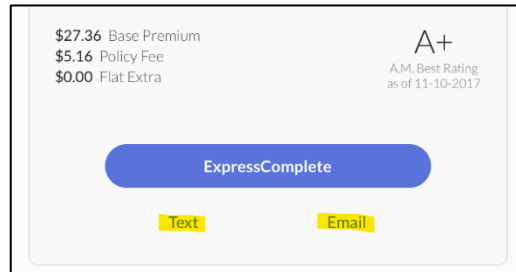 $27.36 Base Premium
$5.16 Policy Fee
$0.00 Flat Extra
A+
A.M. Best Rating
as of 11-10-2017
ExpressComplete
Text Email